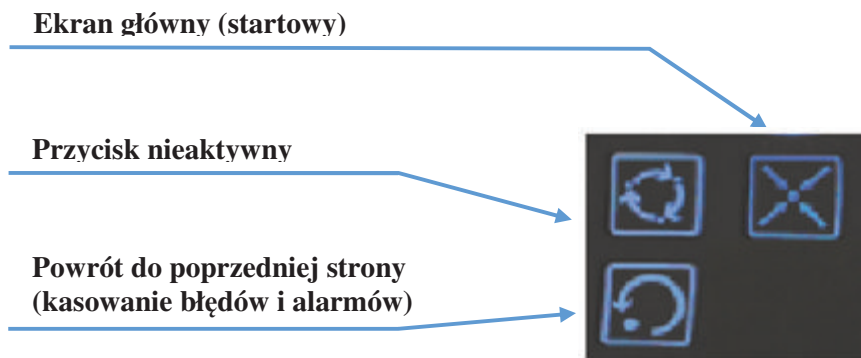 Ekran główny (startowy)
Przycisk nieaktywny
Powrót do poprzedniej strony
(kasowanie błędów i alarmów)